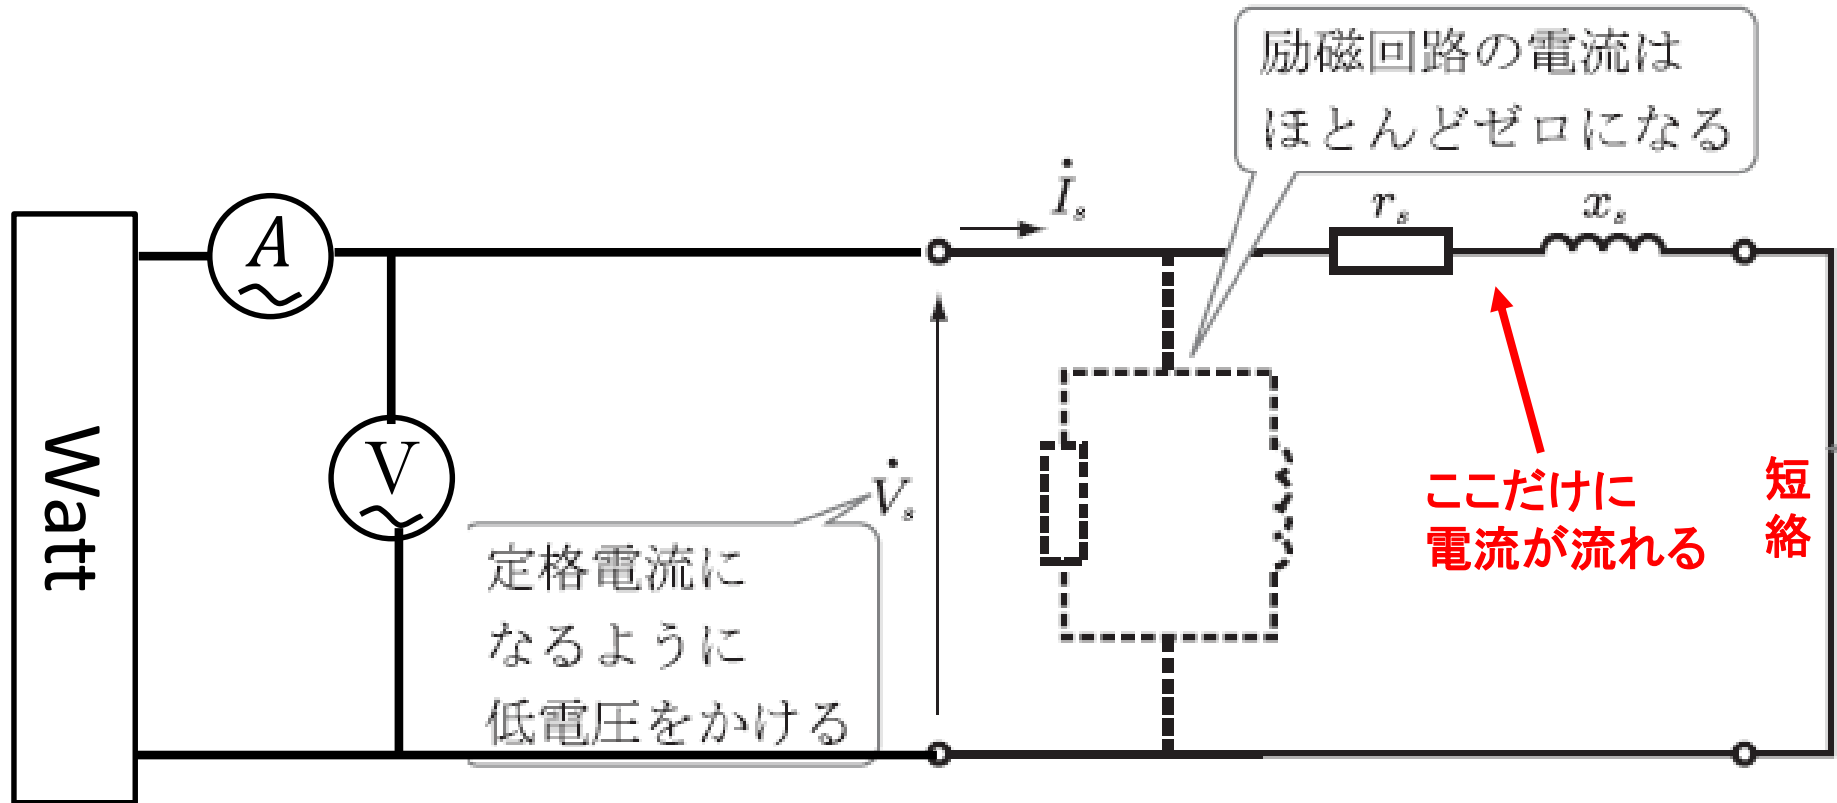 励磁回路の電流は
ほとんどゼロになる
İs
rs
xs
A
V
Watt
V̇s
定格電流に
なるように
低電圧をかける
ここだけに
電流が流れる
短
絡